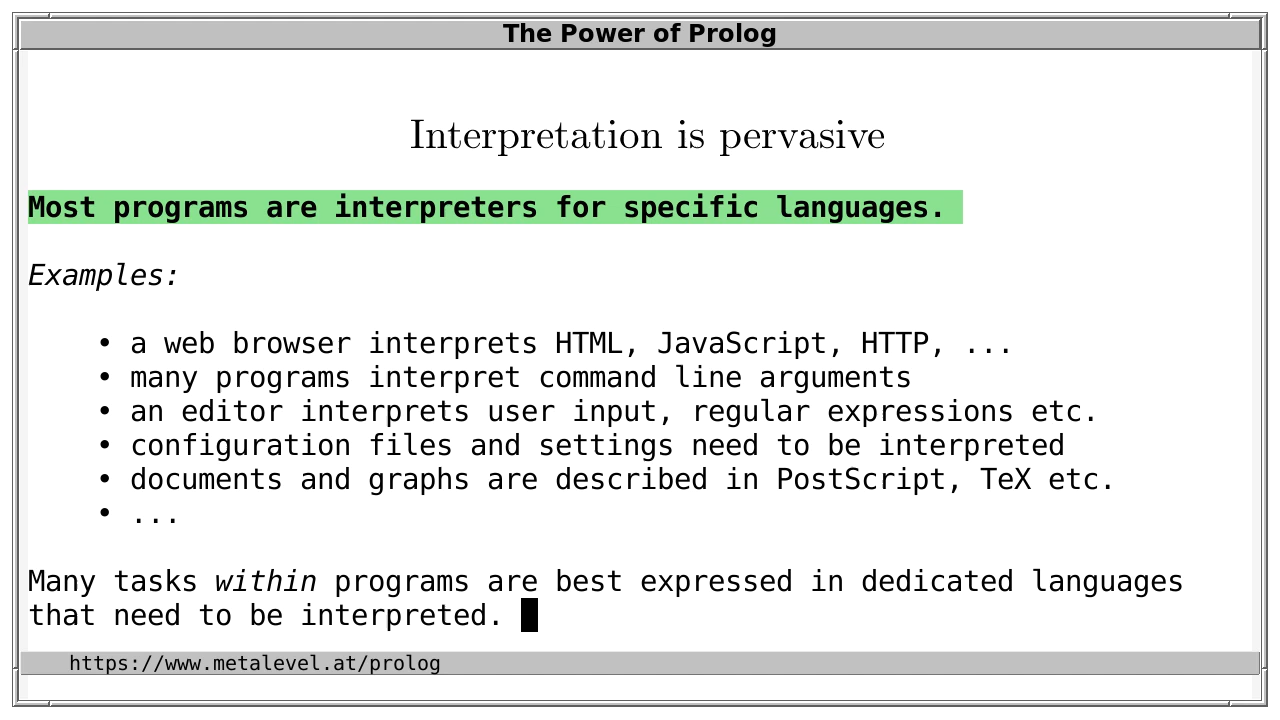 The Power of Prolog
Interpretation is pervasive
Most programs are interpreters for specific languages.
Examples:
• a web browser interprets HTML, JavaScript, HTTP, ...
• many programs interpret command line arguments
• an editor interprets user input, regular expressions etc.
• configuration files and settings need to be interpreted
• documents and graphs are described in PostScript, TeX etc.
• ...
Many tasks within programs are best expressed in dedicated languages
that need to be interpreted.
https://www.metalevel.at/prolog